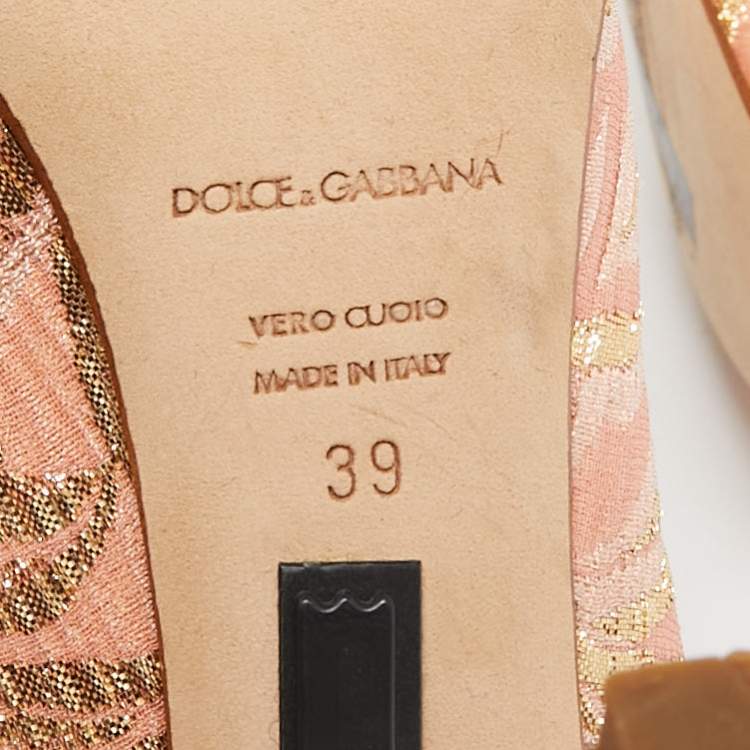 DOLCE&GABBANA
VERO CUOIO
MADE IN ITALY
39